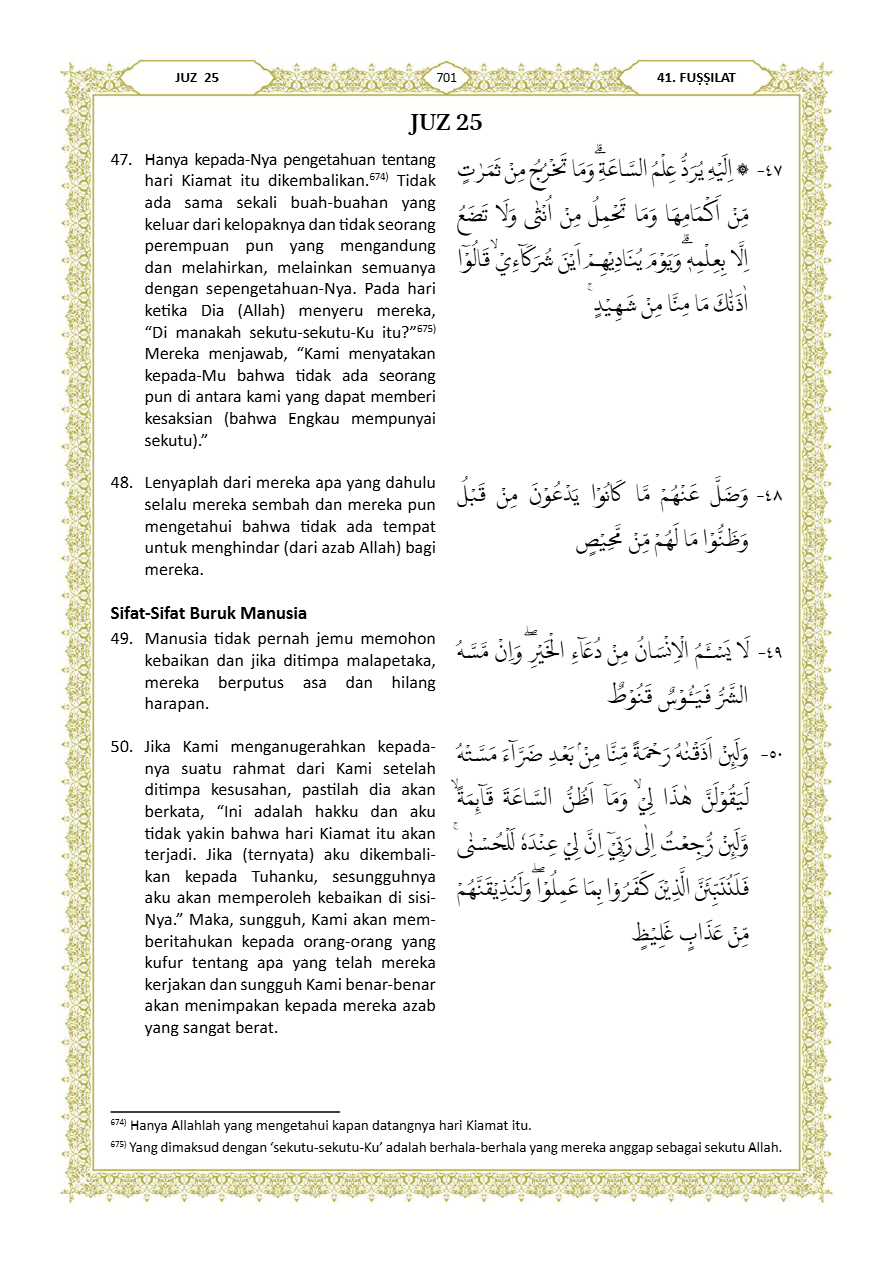 JUZ 25
701
41. FUṢṢILAT
JUZ 25
47. Hanya kepada-Nya pengetahuan tentang
hari Kiamat itu dikembalikan.⁶⁷⁴⁾ Tidak
ada sama sekali buah-buahan yang
keluar dari kelopaknya dan tidak seorang
perempuan pun yang mengandung
dan melahirkan, melainkan semuanya
dengan sepengetahuan-Nya. Pada hari
ketika Dia (Allah) menyeru mereka,
“Di manakah sekutu-sekutu-Ku itu?”⁶⁷⁵⁾
Mereka menjawab, “Kami menyatakan
kepada-Mu bahwa tidak ada seorang
pun di antara kami yang dapat memberi
kesaksian (bahwa Engkau mempunyai
sekutu).”
٤٧- ۞ اِلَيْهِ يُرَدُّ عِلْمُ السَّاعَةِۗ وَمَا تَخْرُجُ مِنْ ثَمَرٰتٍ
مِّنْ اَكْمَامِهَا وَمَا تَحْمِلُ مِنْ اُنْثٰى وَلَا تَضَعُ
اِلَّا بِعِلْمِهٖۗ وَيَوْمَ يُنَادِيْهِمْ اَيْنَ شُرَكَاۤءِيْۙ قَالُوْٓا
اٰذَنّٰكَ مَا مِنَّا مِنْ شَهِيْدٍۚ
48. Lenyaplah dari mereka apa yang dahulu
selalu mereka sembah dan mereka pun
mengetahui bahwa tidak ada tempat
untuk menghindar (dari azab Allah) bagi
mereka.
٤٨- وَضَلَّ عَنْهُمْ مَّا كَانُوْا يَدْعُوْنَ مِنْ قَبْلُ
وَظَنُّوْا مَا لَهُمْ مِّنْ مَّحِيْصٍ
Sifat-Sifat Buruk Manusia
49. Manusia tidak pernah jemu memohon
kebaikan dan jika ditimpa malapetaka,
mereka berputus asa dan hilang
harapan.
٤٩- لَا يَسْـَٔمُ الْاِنْسَانُ مِنْ دُعَاۤءِ الْخَيْرِۖ وَاِنْ مَّسَّهُ
الشَّرُّ فَيَـُٔوْسٌ قَنُوْطٌ
50. Jika Kami menganugerahkan kepada-
nya suatu rahmat dari Kami setelah
ditimpa kesusahan, pastilah dia akan
berkata, “Ini adalah hakku dan aku
tidak yakin bahwa hari Kiamat itu akan
terjadi. Jika (ternyata) aku dikembali-
kan kepada Tuhanku, sesungguhnya
aku akan memperoleh kebaikan di sisi-
Nya.” Maka, sungguh, Kami akan mem-
beritahukan kepada orang-orang yang
kufur tentang apa yang telah mereka
kerjakan dan sungguh Kami benar-benar
akan menimpakan kepada mereka azab
yang sangat berat.
٥٠- وَلَىِٕنْ اَذَقْنٰهُ رَحْمَةً مِّنَّا مِنْۢ بَعْدِ ضَرَّاۤءَ مَسَّتْهُ
لَيَقُوْلَنَّ هٰذَا لِيْۙ وَمَآ اَظُنُّ السَّاعَةَ قَاۤىِٕمَةًۙ
وَّلَىِٕنْ رُّجِعْتُ اِلٰى رَبِّيْٓ اِنَّ لِيْ عِنْدَهٗ لَلْحُسْنٰىۚ
فَلَنُنَبِّئَنَّ الَّذِيْنَ كَفَرُوْا بِمَا عَمِلُوْاۖ وَلَنُذِيْقَنَّهُمْ
مِّنْ عَذَابٍ غَلِيْظٍ
⁶⁷⁴⁾ Hanya Allahlah yang mengetahui kapan datangnya hari Kiamat itu.
⁶⁷⁵⁾ Yang dimaksud dengan ‘sekutu-sekutu-Ku’ adalah berhala-berhala yang mereka anggap sebagai sekutu Allah.